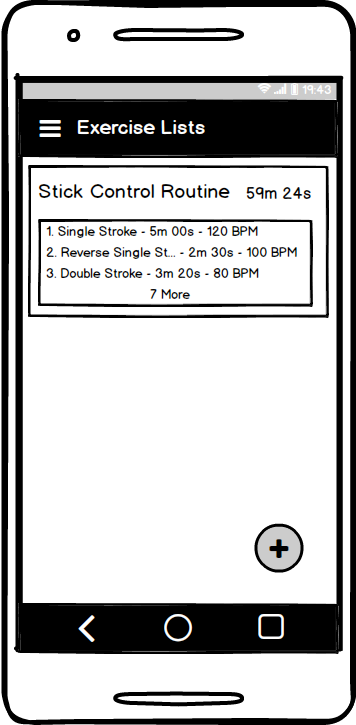 19:43
Exercise Lists
Stick Control Routine 59m 24s
1. Single Stroke - 5m 00s - 120 BPM
2. Reverse Single St... - 2m 30s - 100 BPM
3. Double Stroke - 3m 20s - 80 BPM
7 More